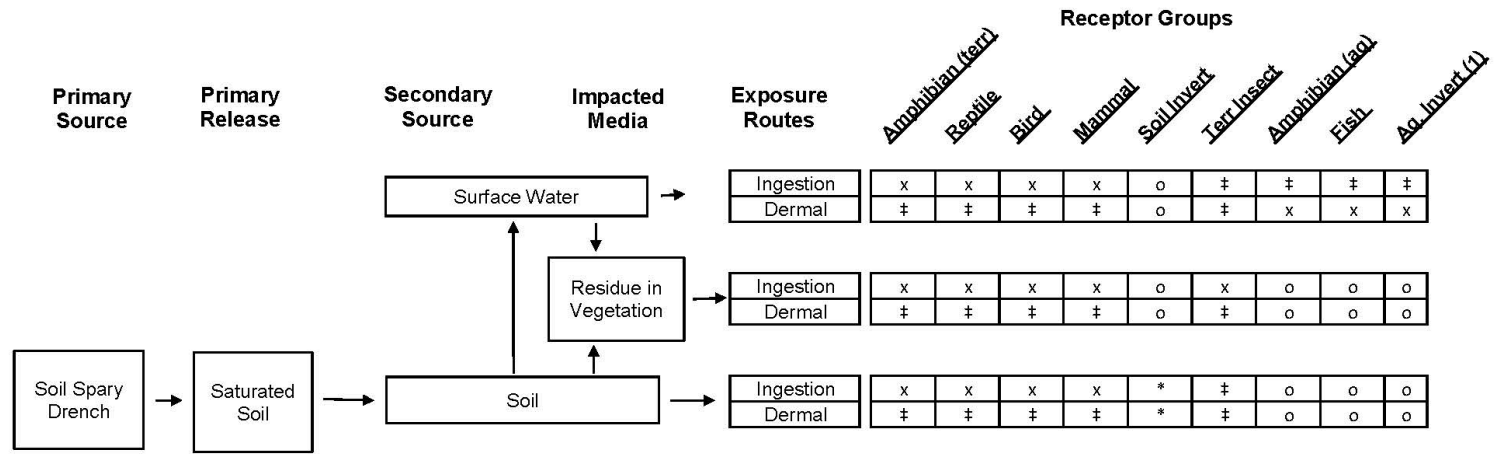 Receptor Groups
Primary
Source
Primary
Release
Secondary
Source
Impacted
Media
Exposure
Routes
Amphibian (terr)
Reptile
Bird
Mammal
Soil Invert
Terr Insect
Amphibian (aq)
Fish
Aq. Invert (1)
Surface Water
Ingestion x x x x o ‡ ‡ ‡ ‡
Dermal ‡ ‡ ‡ ‡ o ‡ x x x
Residue in
Vegetation
Ingestion x x x x o x o o o
Dermal ‡ ‡ ‡ ‡ o ‡ o o o
Soil Spary
Drench
Saturated
Soil
Soil
Ingestion x x x x * ‡ o o o
Dermal ‡ ‡ ‡ ‡ * ‡ o o o